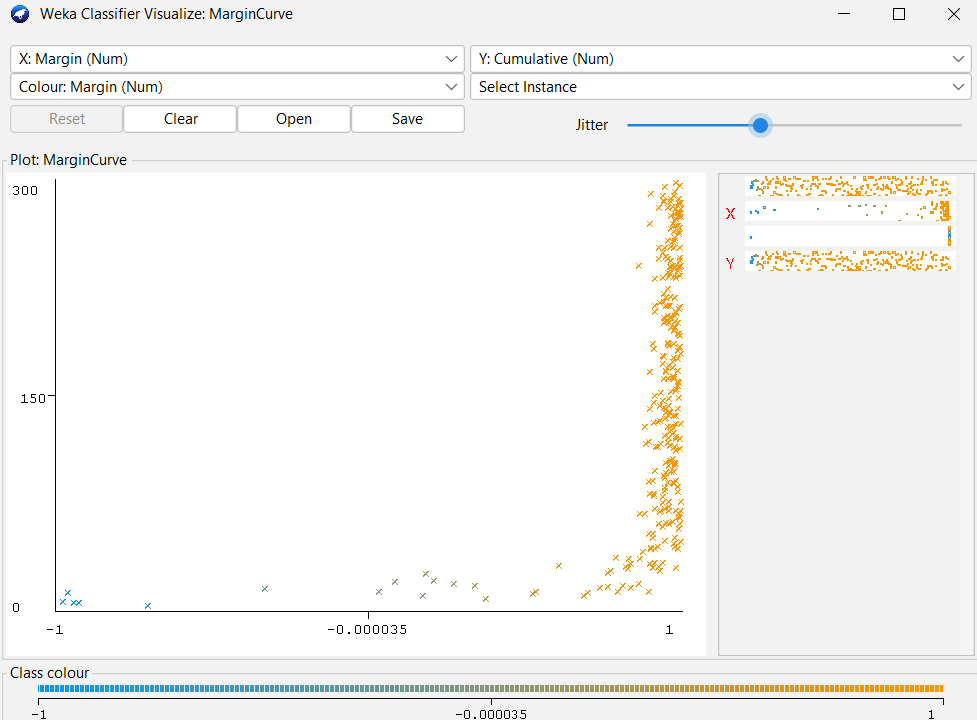 Weka Classifier Visualize: MarginCurve
X: Margin (Num)
Y: Cumulative (Num)
Colour: Margin (Num)
Select Instance
Reset
Clear
Open
Save
Jitter
Plot: MarginCurve
300
150
0
-1
-0.000035
1
X
Y
Class colour
-1
-0.000035
1